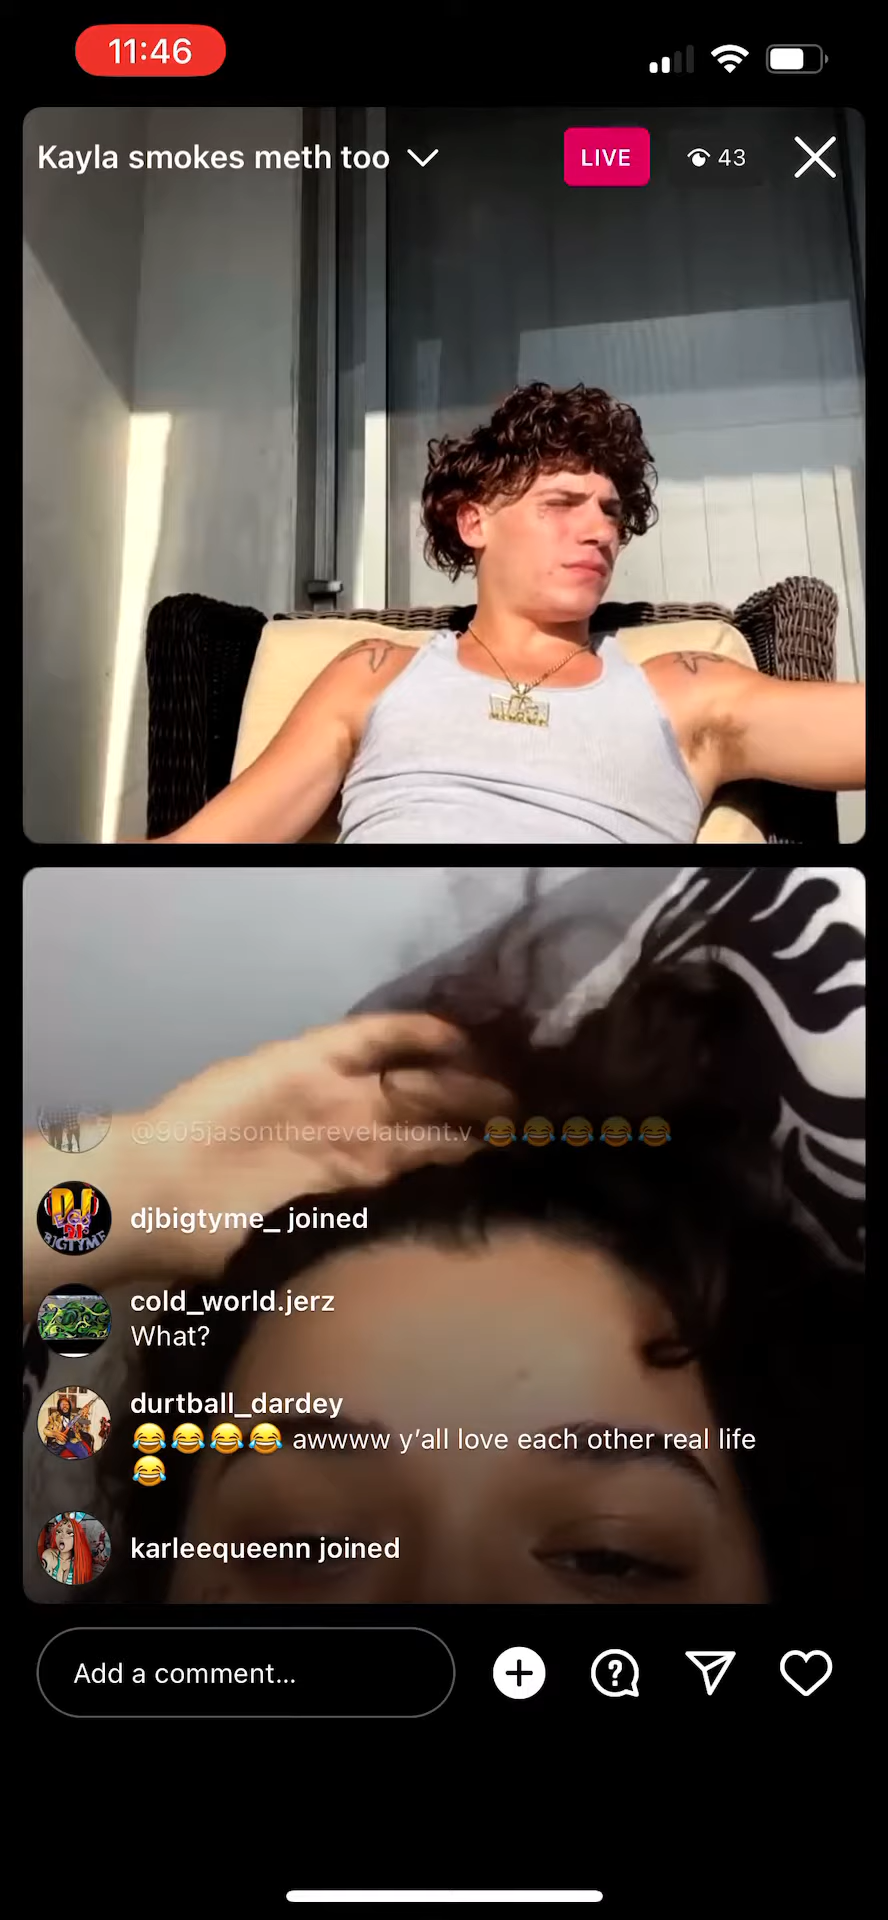 11:46
Kayla smokes meth too
LIVE
43
@905jasontherevelationt.v 😂😂😂😂😂
djbigtyme_ joined
cold_world.jerz
What?
durtball_dardey
😂😂😂😂 awwww y’all love each other real life
😂
karleequeenn joined
Add a comment...